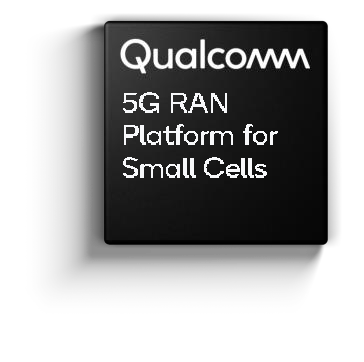 Qualcomm
5G RAN
Platform for
Small Cells